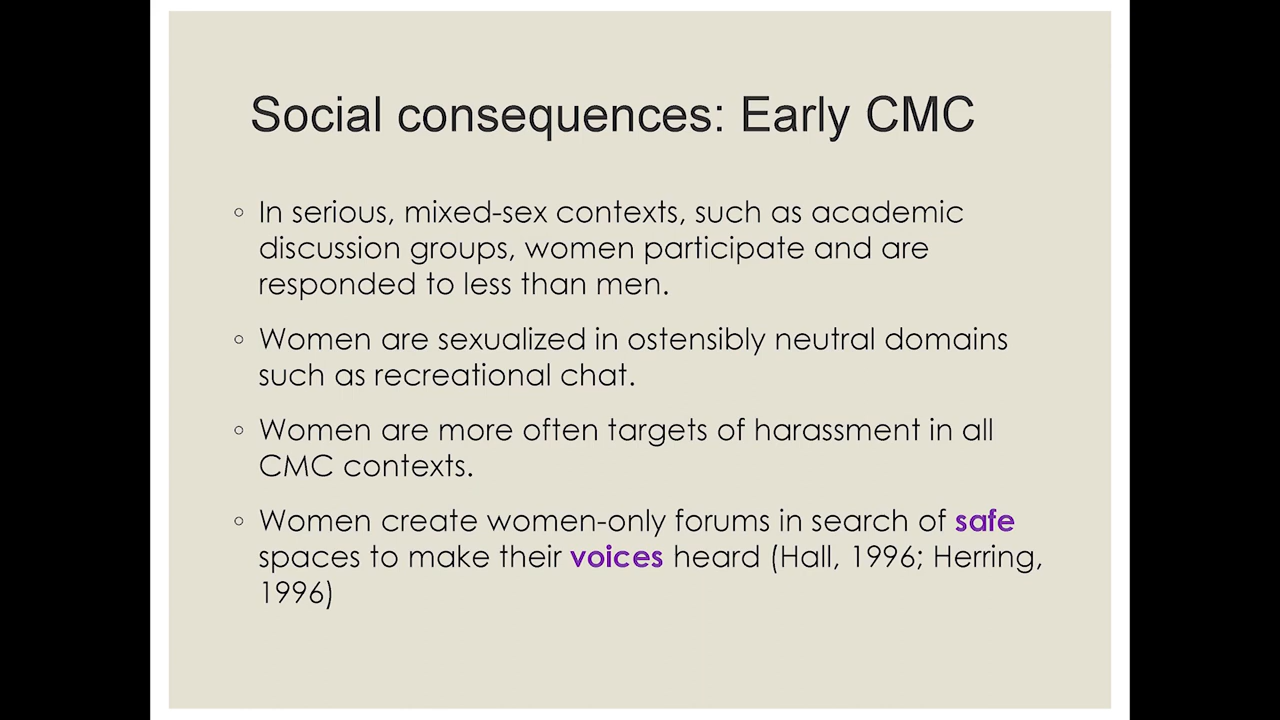 Social consequences: Early CMC
◦ In serious, mixed-sex contexts, such as academic
discussion groups, women participate and are
responded to less than men.
◦ Women are sexualized in ostensibly neutral domains
such as recreational chat.
◦ Women are more often targets of harassment in all
CMC contexts.
◦ Women create women-only forums in search of safe
spaces to make their voices heard (Hall, 1996; Herring,
1996)